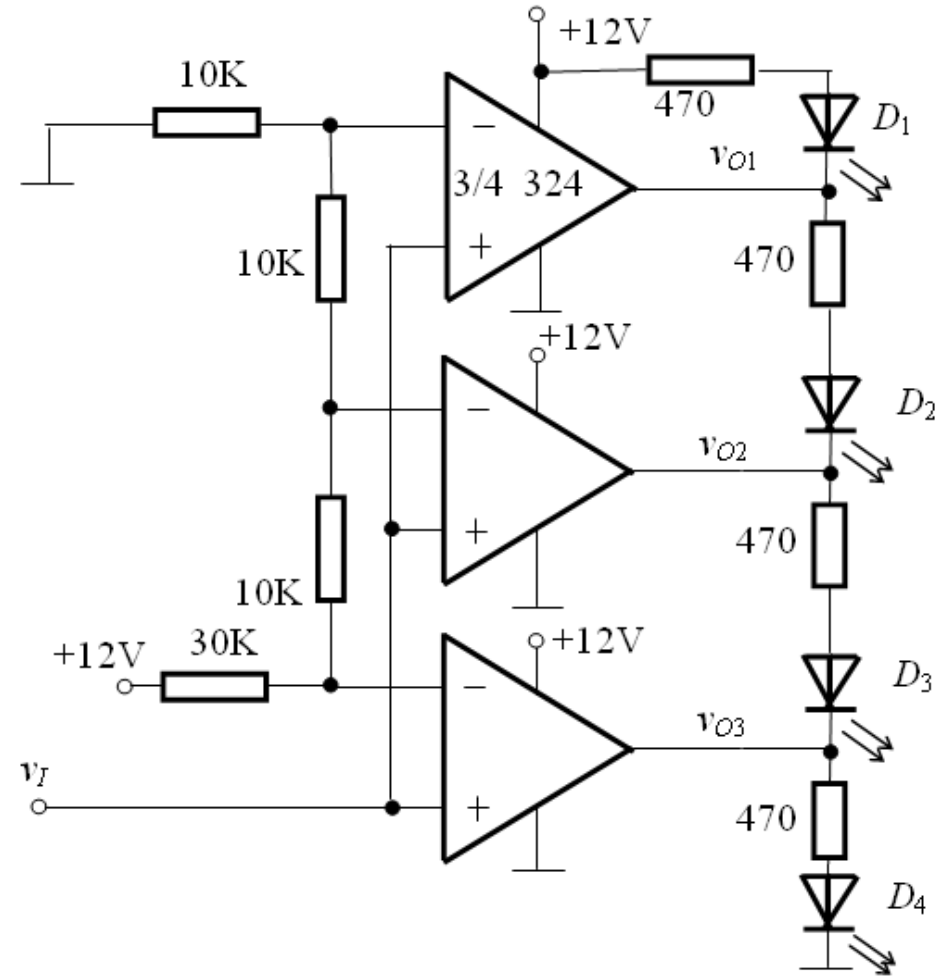 +12V
10K
470
D1
vO1
− 3/4 324 +
10K
470
+12V
D2
−
vO2
+
10K
470
+12V
30K
+12V
D3
−
vO3
vI
+
470
D4